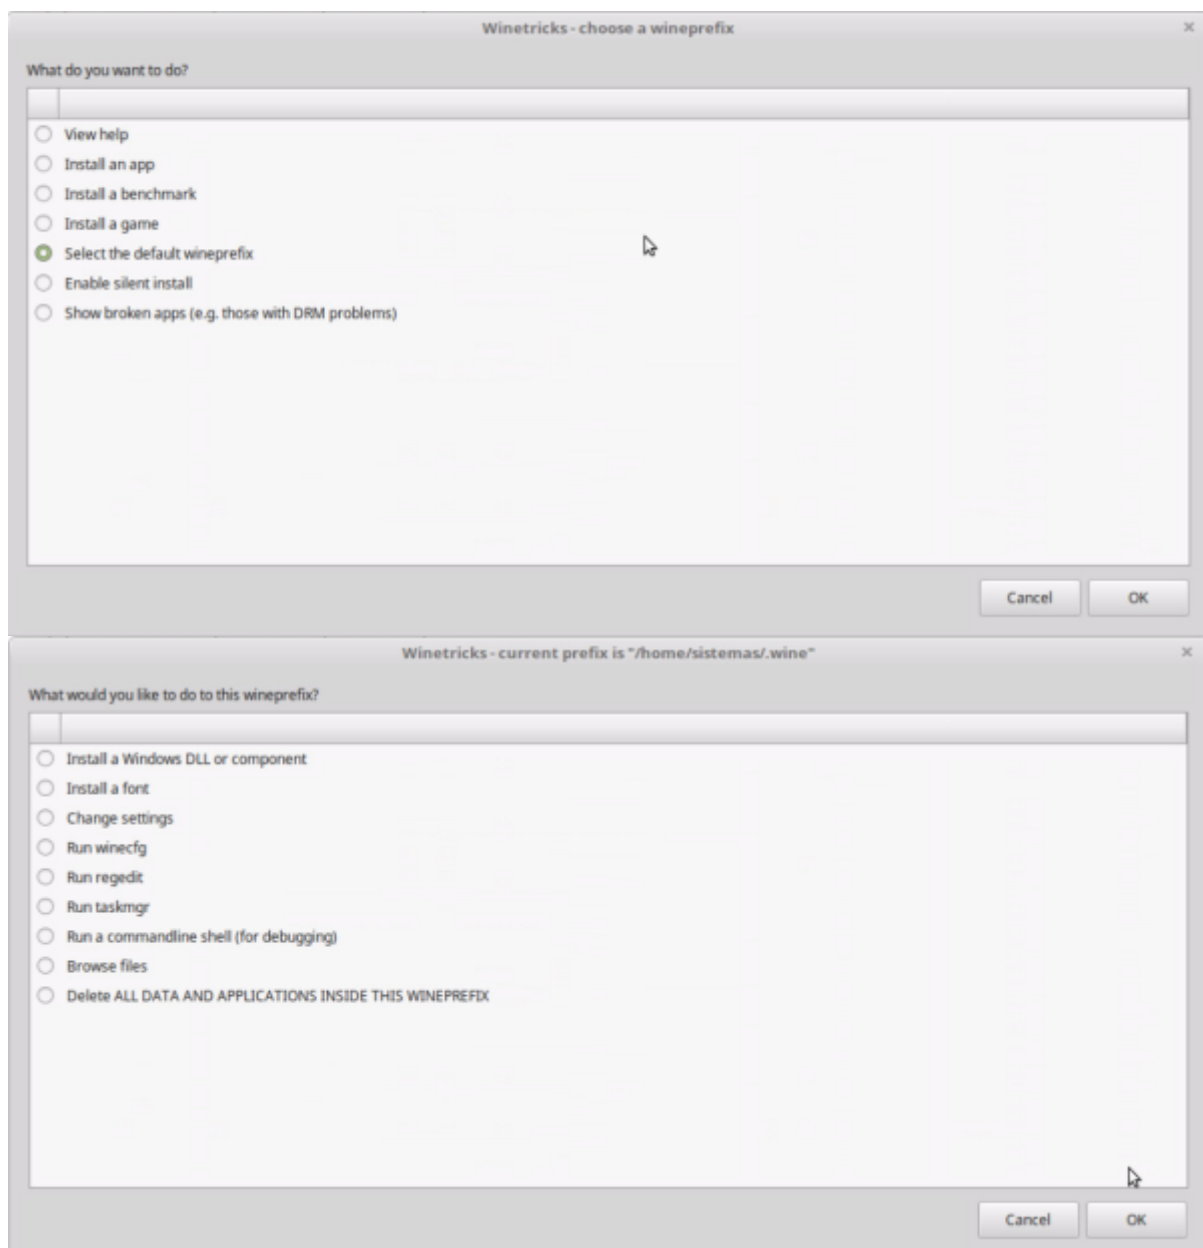 Winetricks - choose a wineprefix
What do you want to do?
View help
Install an app
Install a benchmark
Install a game
Select the default wineprefix
Enable silent install
Show broken apps (e.g. those with DRM problems)
Cancel OK
Winetricks - current prefix is "/home/sistemas/.wine"
What would you like to do to this wineprefix?
Install a Windows DLL or component
Install a font
Change settings
Run winecfg
Run regedit
Run taskmgr
Run a commandline shell (for debugging)
Browse files
Delete ALL DATA AND APPLICATIONS INSIDE THIS WINEPREFIX
Cancel OK